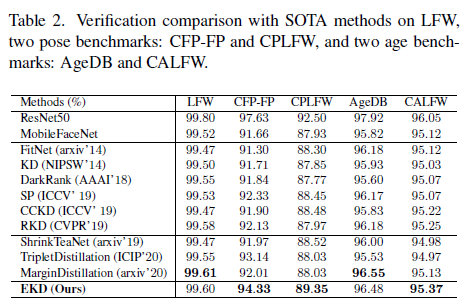 Table 2. Verification comparison with SOTA methods on LFW,
two pose benchmarks: CFP-FP and CPLFW, and two age bench-
marks: AgeDB and CALFW.
Methods (%) LFW CFP-FP CPLFW AgeDB CALFW
ResNet50 99.80 97.63 92.50 97.92 96.05
MobileFaceNet 99.52 91.66 87.93 95.82 95.12
FitNet (arxiv'14) 99.47 91.30 88.30 96.18 95.12
KD (NIPSW'14) 99.50 91.71 87.85 95.93 95.03
DarkRank (AAAI'18) 99.55 91.84 87.77 95.60 95.07
SP (ICCV' 19) 99.53 92.33 88.45 96.17 95.07
CCKD (ICCV' 19) 99.47 91.90 88.48 95.83 95.22
RKD (CVPR'19) 99.58 92.13 87.97 96.18 95.25
ShrinkTeaNet (arxiv'19) 99.47 91.97 88.52 96.00 94.98
TripletDistillation (ICIP'20) 99.55 93.14 88.03 95.53 94.97
MarginDistillation (arxiv'20) 99.61 92.01 88.03 96.55 95.13
EKD (Ours) 99.60 94.33 89.35 96.48 95.37